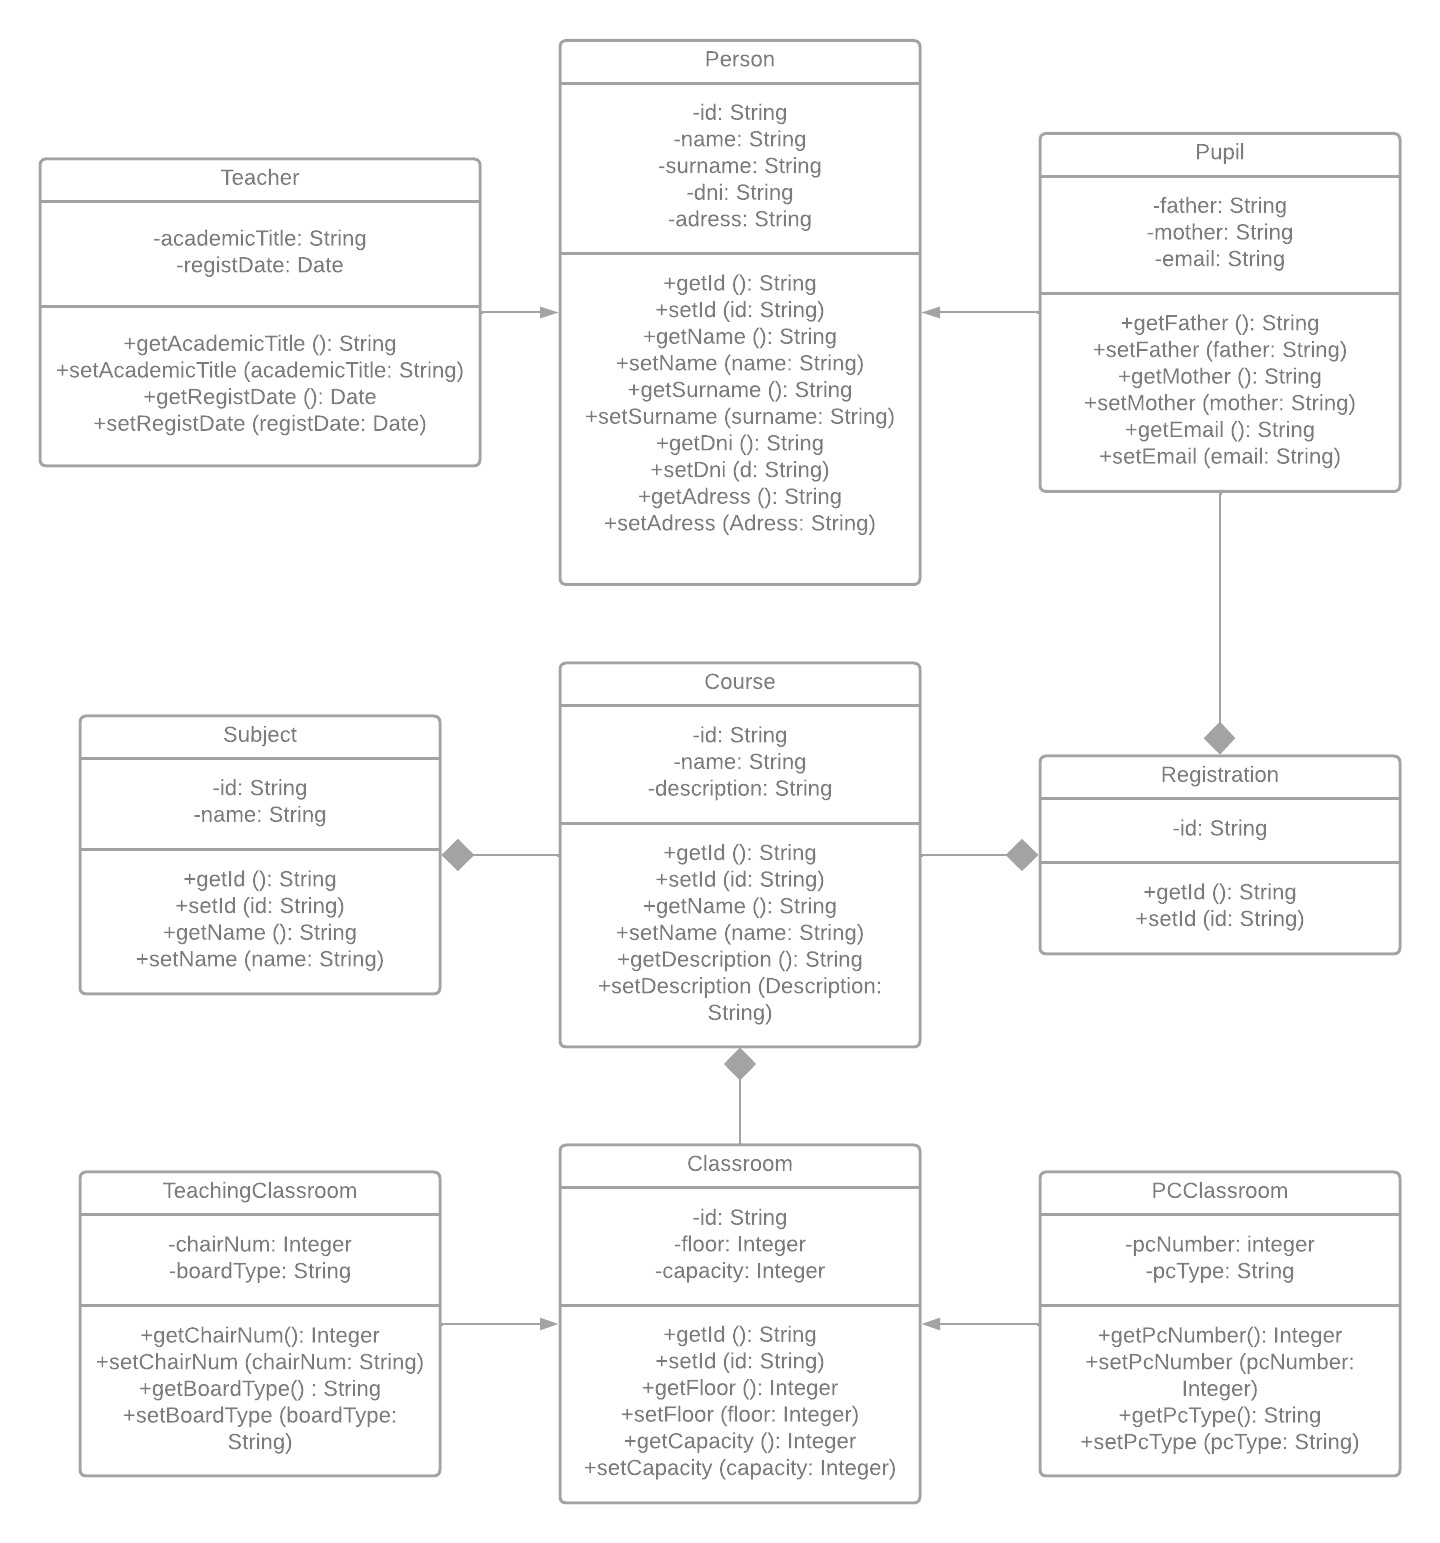 Person
-id: String
-name: String
-surname: String
-dni: String
-adress: String
+getId (): String
+setId (id: String)
+getName (): String
+setName (name: String)
+getSurname (): String
+setSurname (surname: String)
+getDni (): String
+setDni (d: String)
+getAdress (): String
+setAdress (Adress: String)
Teacher
-academicTitle: String
-registDate: Date
+getAcademicTitle (): String
+setAcademicTitle (academicTitle: String)
+getRegistDate (): Date
+setRegistDate (registDate: Date)
Pupil
-father: String
-mother: String
-email: String
+getFather (): String
+setFather (father: String)
+getMother (): String
+setMother (mother: String)
+getEmail (): String
+setEmail (email: String)
Subject
-id: String
-name: String
+getId (): String
+setId (id: String)
+getName (): String
+setName (name: String)
Course
-id: String
-name: String
-description: String
+getId (): String
+setId (id: String)
+getName (): String
+setName (name: String)
+getDescription (): String
+setDescription (Description:
String)
Registration
-id: String
+getId (): String
+setId (id: String)
TeachingClassroom
-chairNum: Integer
-boardType: String
+getChairNum(): Integer
+setChairNum (chairNum: String)
+getBoardType() : String
+setBoardType (boardType:
String)
Classroom
-id: String
-floor: Integer
-capacity: Integer
+getId (): String
+setId (id: String)
+getFloor (): Integer
+setFloor (floor: Integer)
+getCapacity (): Integer
+setCapacity (capacity: Integer)
PCClassroom
-pcNumber: integer
-pcType: String
+getPcNumber(): Integer
+setPcNumber (pcNumber:
Integer)
+getPcType(): String
+setPcType (pcType: String)